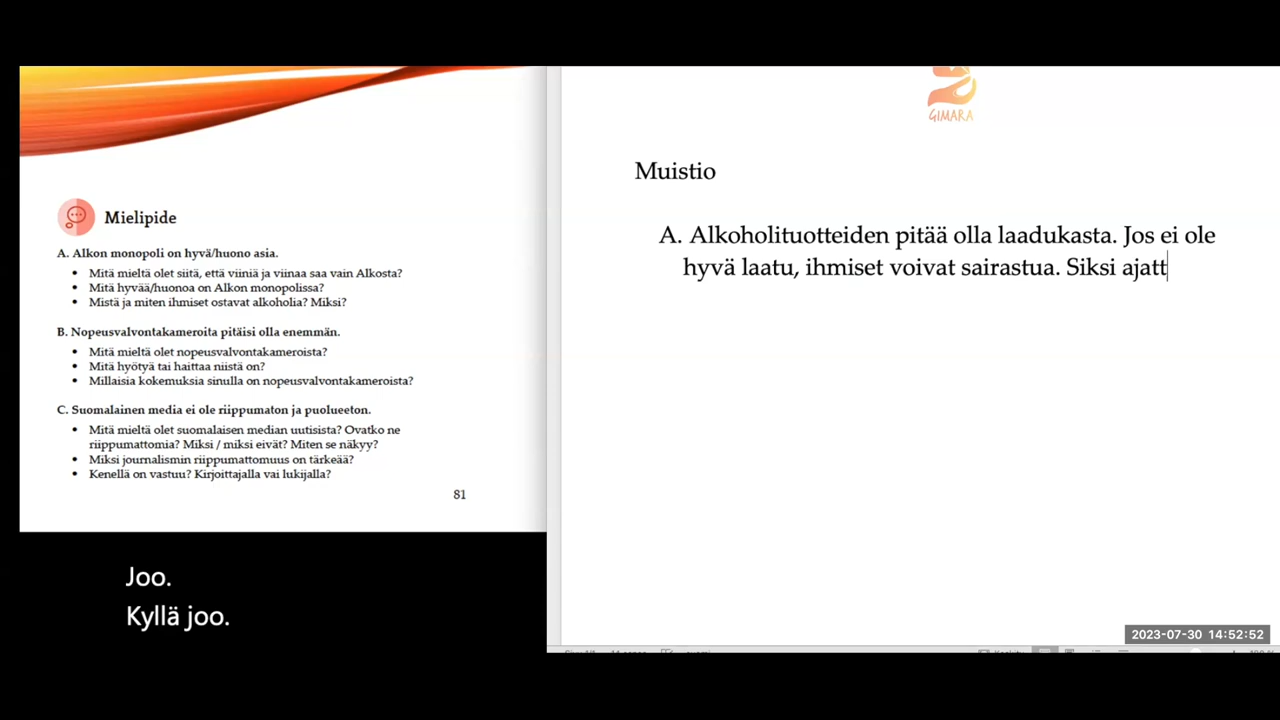 Mielipide
A. Alkon monopoli on hyvä/huono asia.
• Mitä mieltä olet siitä, että viiniä ja viinaa saa vain Alkosta?
• Mitä hyvää/huonoa on Alkon monopolissa?
• Mistä ja miten ihmiset ostavat alkoholia? Miksi?
B. Nopeusvalvontakameroita pitäisi olla enemmän.
• Mitä mieltä olet nopeusvalvontakameroista?
• Mitä hyötyä tai haittaa niistä on?
• Millaisia kokemuksia sinulla on nopeusvalvontakameroista?
C. Suomalainen media ei ole riippumaton ja puolueeton.
• Mitä mieltä olet suomalaisen median uutisista? Ovatko ne
riippumattomia? Miksi / miksi eivät? Miten se näkyy?
• Miksi journalismin riippumattomuus on tärkeää?
• Kenellä on vastuu? Kirjoittajalla vai lukijalla?
81
Joo.
Kyllä joo.
GIMARA
Muistio
A. Alkoholituotteiden pitää olla laadukasta. Jos ei ole
hyvä laatu, ihmiset voivat sairastua. Siksi ajatt
2023-07-30 14:52:52